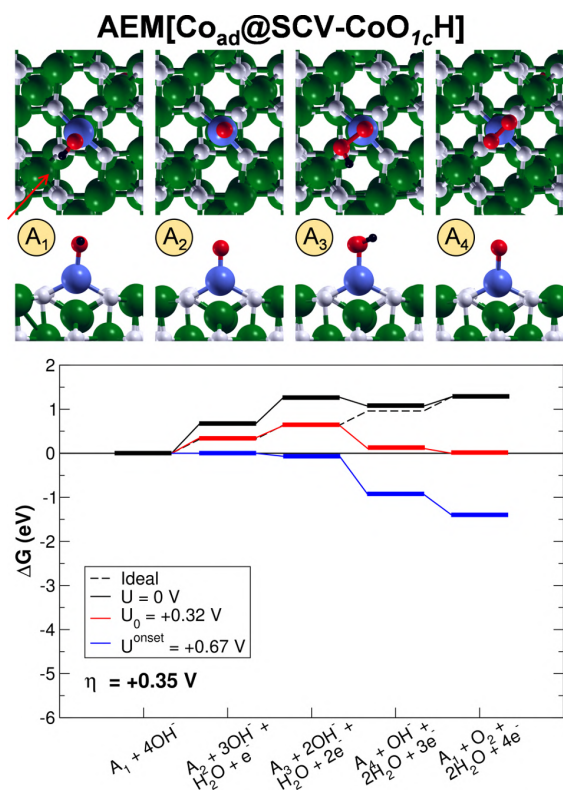 AEM[Co_ad@SCV-CoO_1cH]
A₁
A₂
A₃
A₄
2
1
0
-1
-2
-3
-4
-5
-6
ΔG (eV)
Ideal
U = 0 V
U₀ = +0.32 V
U^onset = +0.67 V
η = +0.35 V
A₁ + 4OH⁻
A₂ + 3OH⁻ +
H₂O + e⁻
A₃ + 2OH⁻ +
H₂O + 2e⁻
A₄ + OH⁻ +
2H₂O + 3e⁻
A₁ + O₂ +
2H₂O + 4e⁻